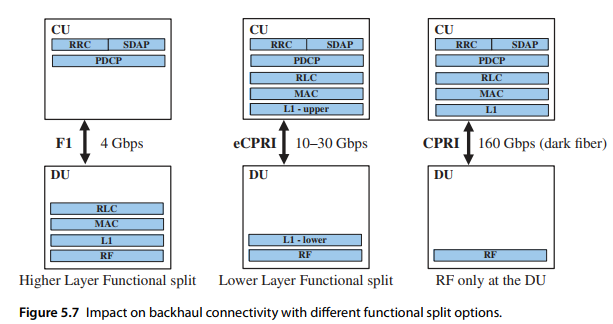 CU
RRC SDAP
PDCP
F1 4 Gbps
DU
RLC
MAC
L1
RF
Higher Layer Functional split
CU
RRC SDAP
PDCP
RLC
MAC
L1 - upper
eCPRI 10–30 Gbps
DU
L1 - lower
RF
Lower Layer Functional split
CU
RRC SDAP
PDCP
RLC
MAC
L1
CPRI 160 Gbps (dark fiber)
DU
RF
RF only at the DU
Figure 5.7 Impact on backhaul connectivity with different functional split options.